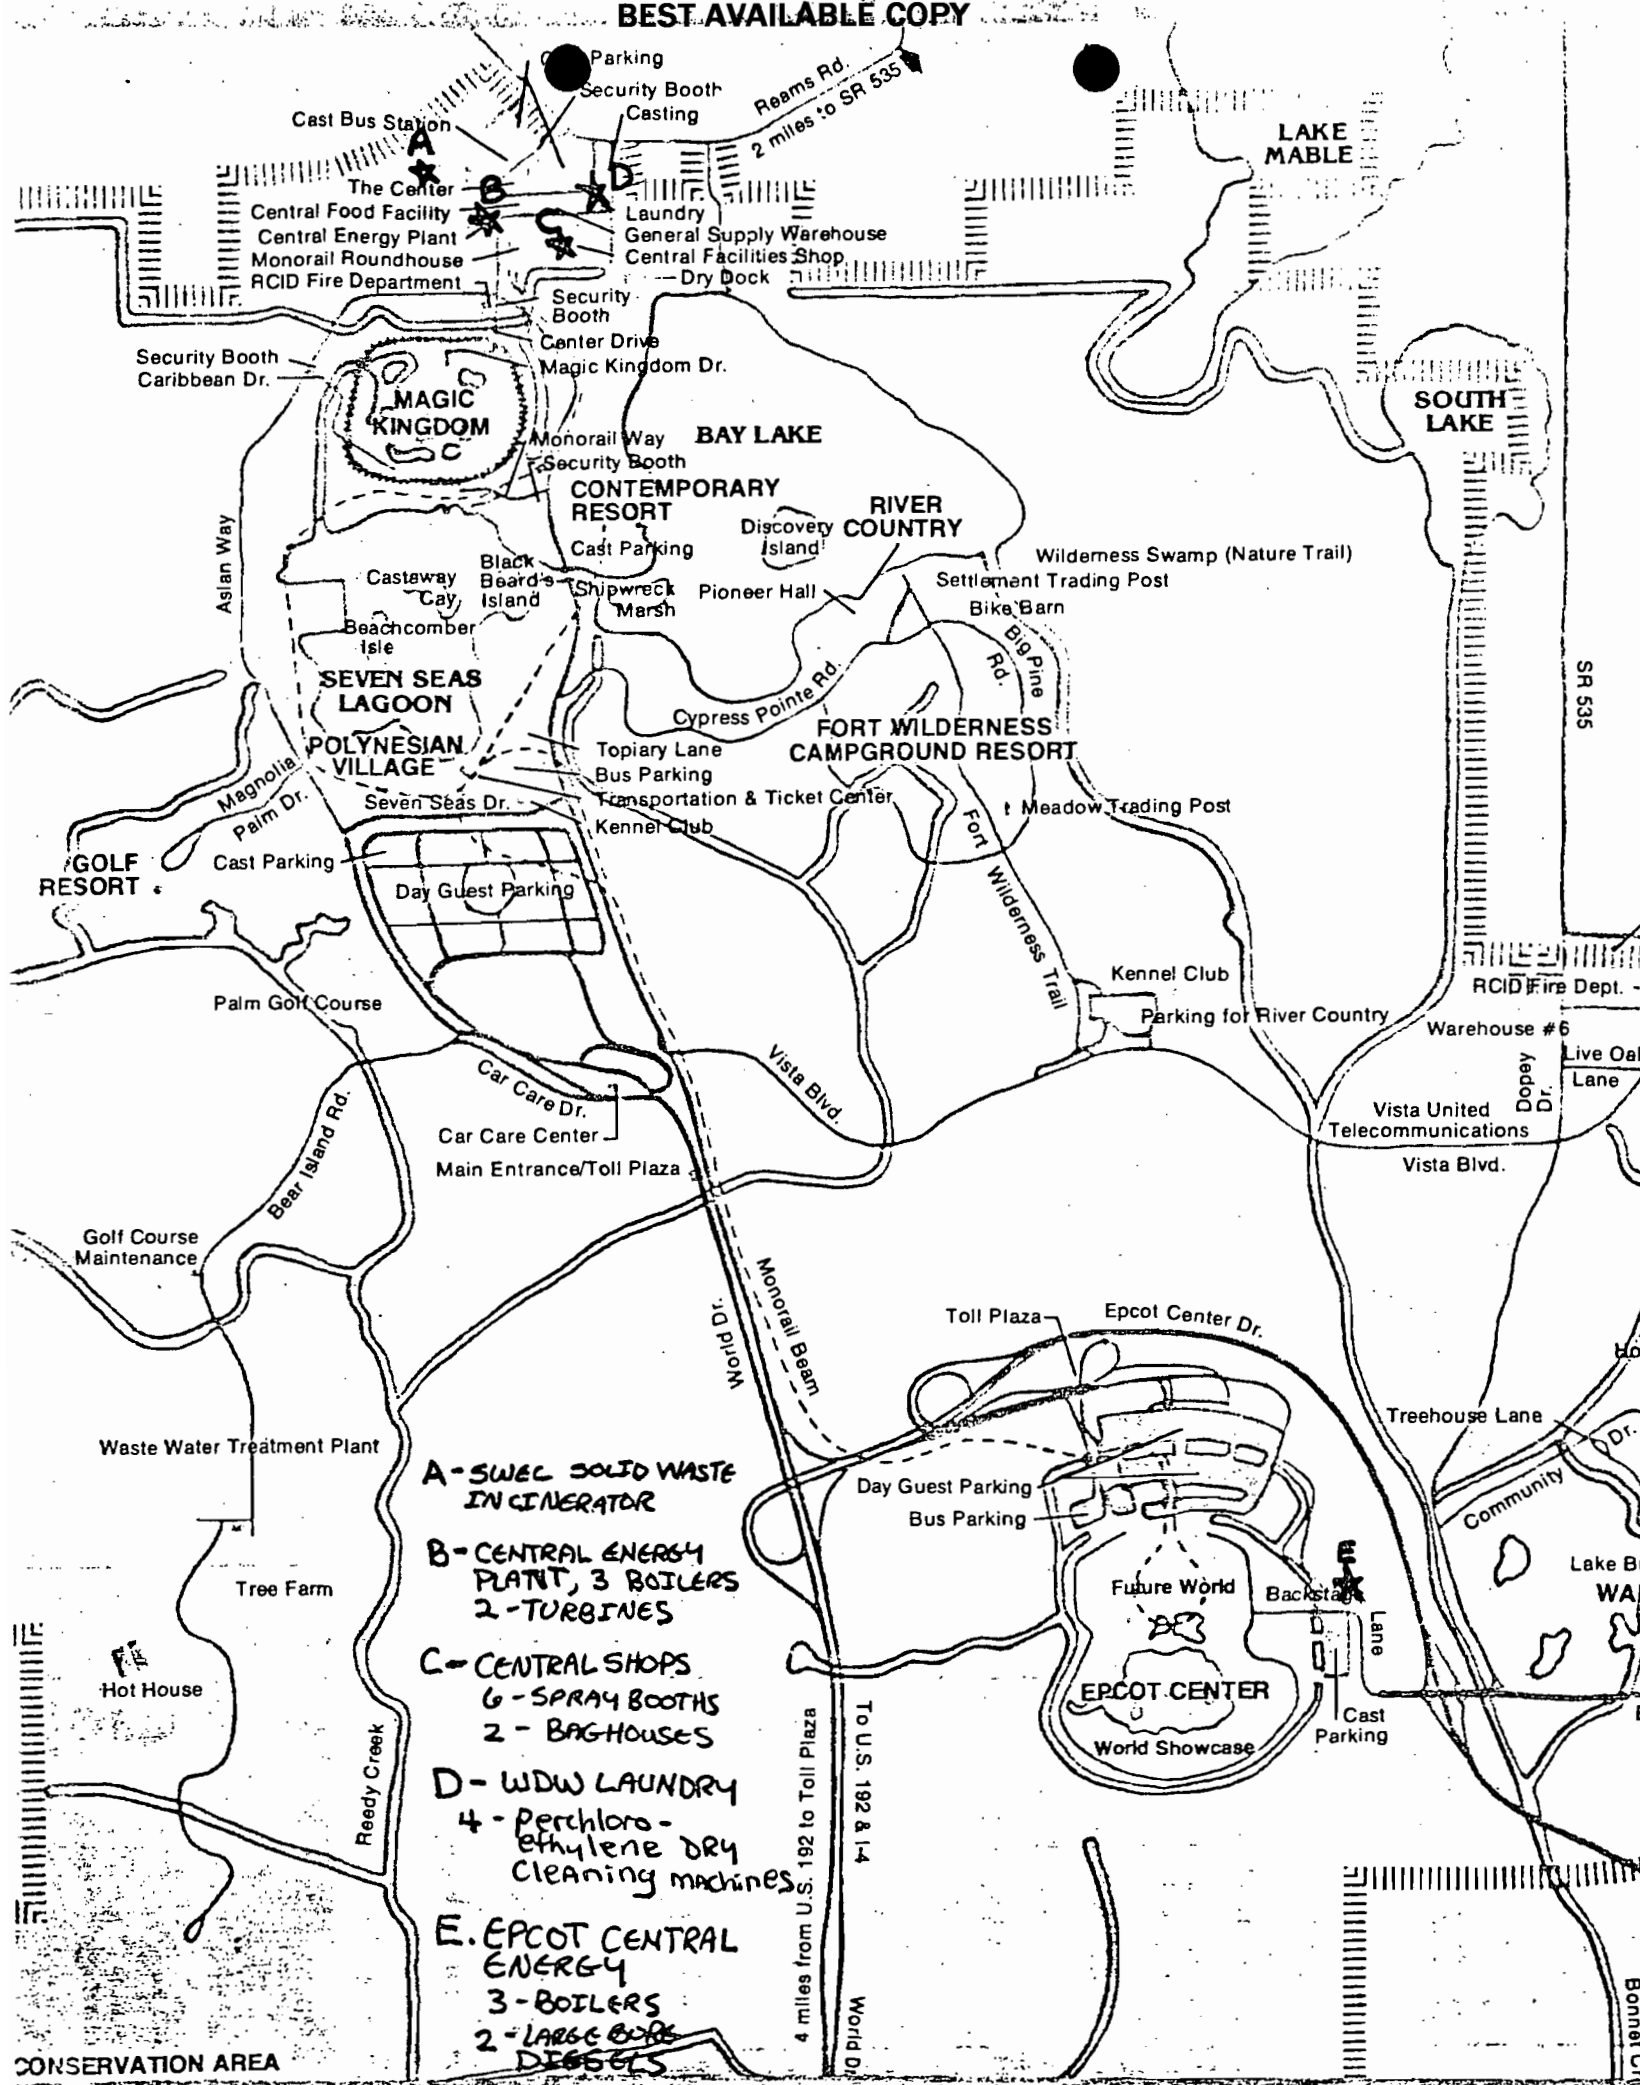 BEST AVAILABLE COPY
Parking
Security Booth
Casting
Cast Bus Station
Reams Rd.
2 miles to SR 535
LAKE
MABLE
A
B
C
D
The Center
Central Food Facility
Central Energy Plant
Monorail Roundhouse
RCID Fire Department
Laundry
General Supply Warehouse
Central Facilities Shop
Dry Dock
Security
Booth
Center Drive
Magic Kingdom Dr.
Security Booth
Caribbean Dr.
MAGIC
KINGDOM
SOUTH
LAKE
Monorail Way
Security Booth
BAY LAKE
CONTEMPORARY
RESORT
Cast Parking
Discovery
Island
RIVER
COUNTRY
Aslan Way
Wilderness Swamp (Nature Trail)
Settlement Trading Post
Bike Barn
Pioneer Hall
Castaway
Cay
Black
Beard's
Island
Shipwreck
Marsh
Beachcomber
Isle
Big Pine
Rd.
SEVEN SEAS
LAGOON
Cypress Pointe Rd.
SR 535
FORT WILDERNESS
CAMPGROUND RESORT
POLYNESIAN
VILLAGE
Topiary Lane
Bus Parking
Transportation & Ticket Center
Kennel Club
Seven Seas Dr.
Magnolia
Palm Dr.
t Meadow Trading Post
Fort Wilderness Trail
GOLF
RESORT
Cast Parking
Day Guest Parking
Palm Golf Course
Kennel Club
Parking for River Country
RCID Fire Dept.
Warehouse #6
Live Oak
Lane
Dopey
Dr.
Vista Blvd.
Car Care Dr.
Car Care Center
Main Entrance/Toll Plaza
Bear Island Rd.
Vista United
Telecommunications
Vista Blvd.
Golf Course
Maintenance
World Dr.
Monorail Beam
Toll Plaza
Epcot Center Dr.
Ho
Treehouse Lane
Dr.
Community
Waste Water Treatment Plant
Day Guest Parking
Bus Parking
A-SWEC SOLID WASTE
INCINERATOR
B-CENTRAL ENERGY
PLANT, 3 BOILERS
2-TURBINES
C-CENTRAL SHOPS
6-SPRAY BOOTHS
2-BAGHOUSES
D-WDW LAUNDRY
4-Perchloro-
ethylene DRY
Cleaning machines
E. EPCOT CENTRAL
ENERGY
3-BOILERS
2-LARGE BORE
DIESELS
Tree Farm
Hot House
Reedy Creek
Future World
Backstage
Lane
E
Lake B
WA
EPCOT CENTER
World Showcase
Cast
Parking
4 miles from U.S. 192 to Toll Plaza
To U.S. 192 & I-4
World Dr
Bonnet Cr
CONSERVATION AREA